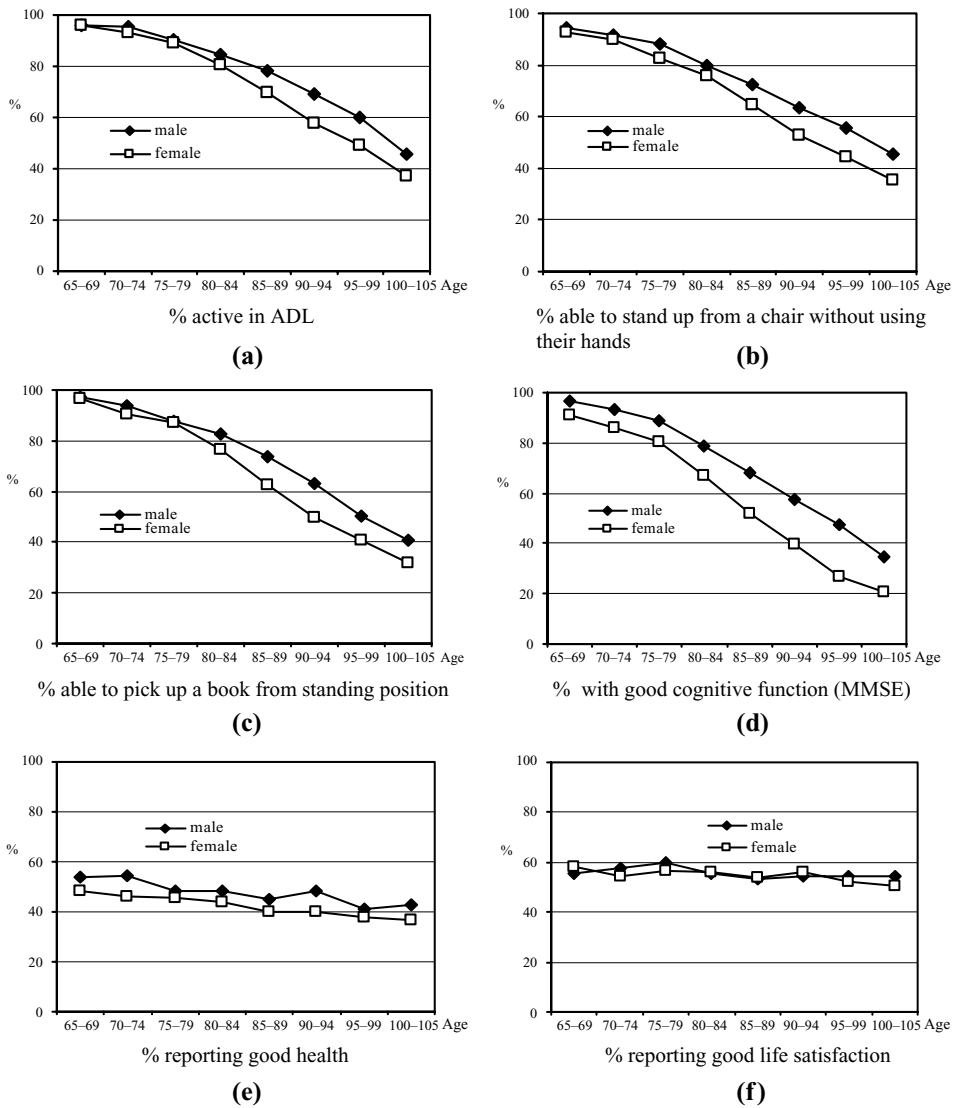 100
80
60
40
20
0
%
male
female
65–69 70–74 75–79 80–84 85–89 90–94 95–99 100–105 Age
% active in ADL
(a)
100
80
60
40
20
0
%
male
female
65–69 70–74 75–79 80–84 85–89 90–94 95–99 100–105 Age
% able to stand up from a chair without using
their hands
(b)
100
80
60
40
20
0
%
male
female
65–69 70–74 75–79 80–84 85–89 90–94 95–99 100–105 Age
% able to pick up a book from standing position
(c)
100
80
60
40
20
0
%
male
female
65–69 70–74 75–79 80–84 85–89 90–94 95–99 100–105 Age
% with good cognitive function (MMSE)
(d)
100
80
60
40
20
0
%
male
female
65–69 70–74 75–79 80–84 85–89 90–94 95–99 100–105 Age
% reporting good health
(e)
100
80
60
40
20
0
%
male
female
65–69 70–74 75–79 80–84 85–89 90–94 95–99 100–105 Age
% reporting good life satisfaction
(f)